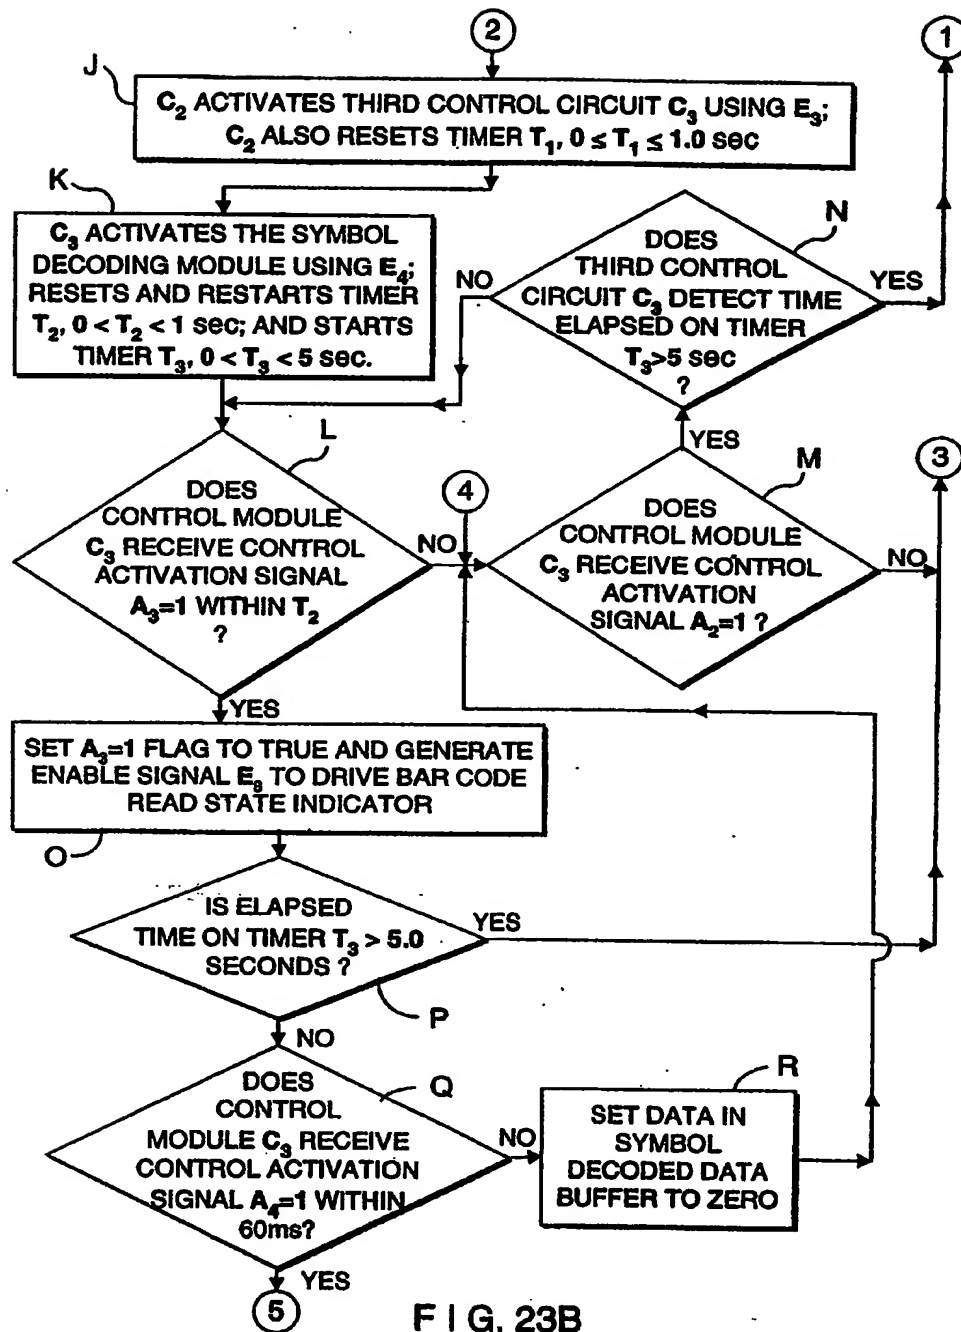 2
1
J
C2 ACTIVATES THIRD CONTROL CIRCUIT C3 USING E3;
C2 ALSO RESETS TIMER T1, 0 ≤ T1 ≤ 1.0 sec
K
C3 ACTIVATES THE SYMBOL
DECODING MODULE USING E4;
RESETS AND RESTARTS TIMER
T2, 0 < T2 < 1 sec; AND STARTS
TIMER T3, 0 < T3 < 5 sec.
N
DOES
THIRD CONTROL
CIRCUIT C3 DETECT TIME
ELAPSED ON TIMER
T3>5 sec
?
NO
YES
L
DOES
CONTROL MODULE
C3 RECEIVE CONTROL
ACTIVATION SIGNAL
A3=1 WITHIN T2
?
NO
YES
4
YES
M
DOES
CONTROL MODULE
C3 RECEIVE CONTROL
ACTIVATION
SIGNAL A2=1 ?
NO
3
SET A3=1 FLAG TO TRUE AND GENERATE
ENABLE SIGNAL E8 TO DRIVE BAR CODE
READ STATE INDICATOR
O
IS ELAPSED
TIME ON TIMER T3 > 5.0
SECONDS ?
YES
P
NO
DOES
CONTROL
MODULE C3 RECEIVE
CONTROL ACTIVATION
SIGNAL A4=1 WITHIN
60ms?
Q
NO
R
SET DATA IN
SYMBOL
DECODED DATA
BUFFER TO ZERO
YES
5
FIG. 23B